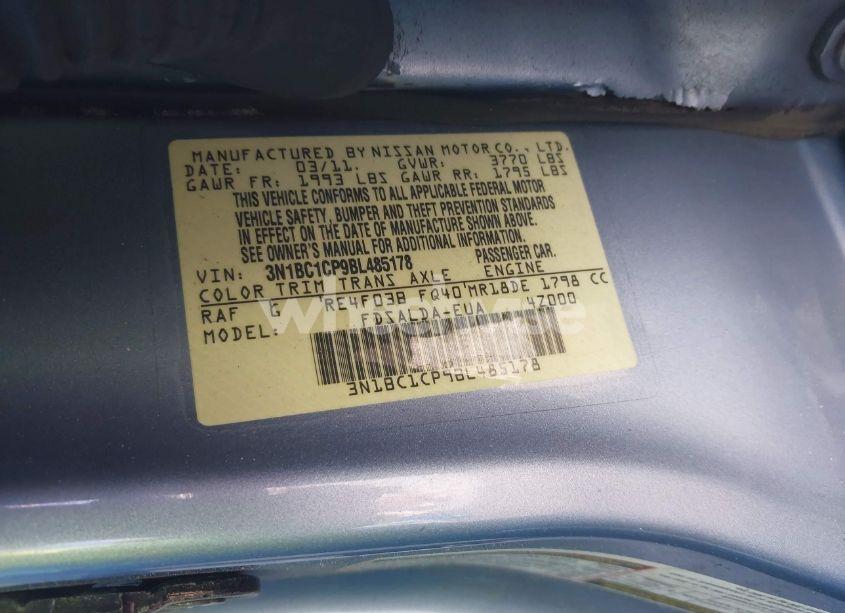 MANUFACTURED BY NISSAN MOTOR CO., LTD.
DATE: 03/11. GVWR: 3770 LBS
GAWR FR: 1993 LBS GAWR RR: 1795 LBS
THIS VEHICLE CONFORMS TO ALL APPLICABLE FEDERAL MOTOR
VEHICLE SAFETY, BUMPER AND THEFT PREVENTION STANDARDS
IN EFFECT ON THE DATE OF MANUFACTURE SHOWN ABOVE.
SEE OWNER'S MANUAL FOR ADDITIONAL INFORMATION.
VIN: 3N1BC1CP9BL485178 PASSENGER CAR.
COLOR TRIM TRANS AXLE ENGINE
RAF G RE4F03B FQ40 MR18DE 1798 CC
MODEL: FDSALDA-EUA 4Z000
3N1BC1CP9BL485178